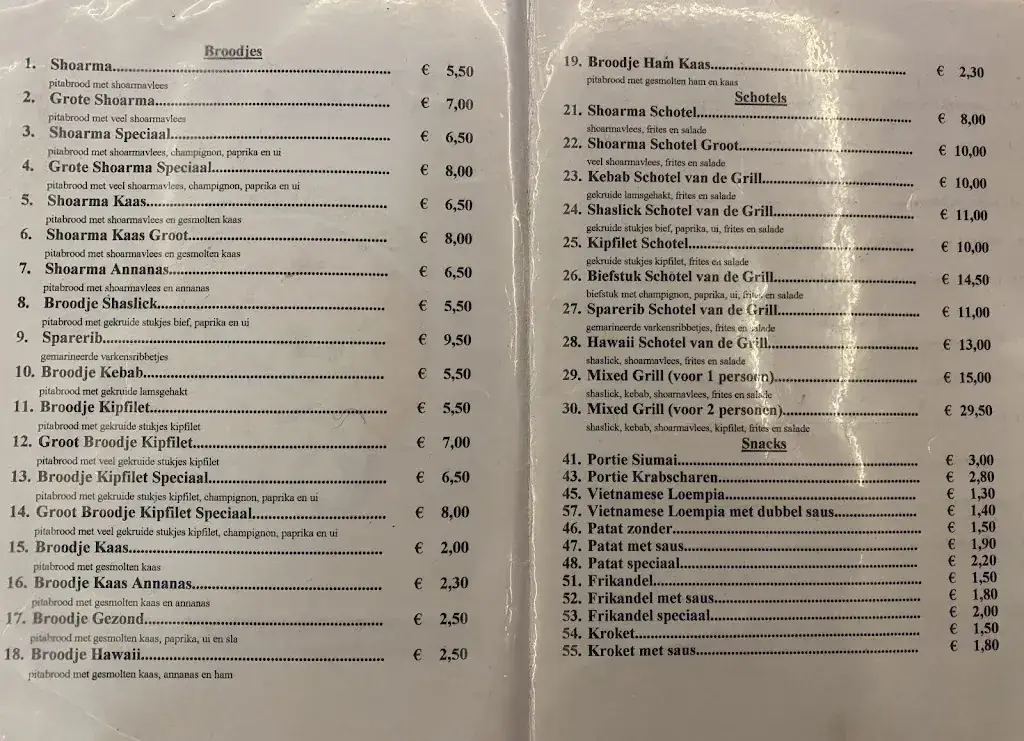 Broodjes
1. Shoarma € 5,50
pitabrood met shoarmavlees
2. Grote Shoarma € 7,00
pitabrood met veel shoarmavlees
3. Shoarma Speciaal € 6,50
pitabrood met shoarmavlees, champignon, paprika en ui
4. Grote Shoarma Speciaal € 8,00
pitabrood met veel shoarmavlees, champignon, paprika en ui
5. Shoarma Kaas € 6,50
pitabrood met shoarmavlees en gesmolten kaas
6. Shoarma Kaas Groot € 8,00
pitabrood met shoarmavlees en gesmolten kaas
7. Shoarma Annanas € 6,50
pitabrood met shoarmavlees en annanas
8. Broodje Shaslick € 5,50
pitabrood met gekruide stukjes bief, paprika en ui
9. Sparerib € 9,50
gemarineerde varkensribbetjes
10. Broodje Kebab € 5,50
pitabrood met gekruide lamsgehakt
11. Broodje Kipfilet € 5,50
pitabrood met gekruide stukjes kipfilet
12. Groot Broodje Kipfilet € 7,00
pitabrood met veel gekruide stukjes kipfilet
13. Broodje Kipfilet Speciaal € 6,50
pitabrood met gekruide stukjes kipfilet, champignon, paprika en ui
14. Groot Broodje Kipfilet Speciaal € 8,00
pitabrood met veel gekruide stukjes kipfilet, champignon, paprika en ui
15. Broodje Kaas € 2,00
pitabrood met gesmolten kaas
16. Broodje Kaas Annanas € 2,30
pitabrood met gesmolten kaas en annanas
17. Broodje Gezond € 2,50
pitabrood met gesmolten kaas, paprika, ui en sla
18. Broodje Hawaii € 2,50
pitabrood met gesmolten kaas, annanas en ham
19. Broodje Ham Kaas € 2,30
pitabrood met gesmolten ham en kaas
Schotels
21. Shoarma Schotel € 8,00
shoarmavlees, frites en salade
22. Shoarma Schotel Groot € 10,00
veel shoarmavlees, frites en salade
23. Kebab Schotel van de Grill € 10,00
gekruide lamsgehakt, frites en salade
24. Shaslick Schotel van de Grill € 11,00
gekruide stukjes bief, paprika, ui, frites en salade
25. Kipfilet Schotel € 10,00
gekruide stukjes kipfilet, frites en salade
26. Biefstuk Schotel van de Grill € 14,50
biefstuk met champignon, paprika, ui, frites en salade
27. Sparerib Schotel van de Grill € 11,00
gemarineerde varkensribbetjes, frites en salade
28. Hawaii Schotel van de Grill € 13,00
shaslick, shoarmavlees, frites en salade
29. Mixed Grill (voor 1 persoen) € 15,00
shaslick, kebab, shoarmavlees, frites en salade
30. Mixed Grill (voor 2 personen) € 29,50
shaslick, kebab, shoarmavlees, kipfilet, frites en salade
Snacks
41. Portie Siumai € 3,00
43. Portie Krabscharen € 2,80
45. Vietnamese Loempia € 1,30
57. Vietnamese Loempia met dubbel saus € 1,40
46. Patat zonder € 1,50
47. Patat met saus € 1,90
48. Patat speciaal € 2,20
51. Frikandel € 1,50
52. Frikandel met saus € 1,80
53. Frikandel speciaal € 2,00
54. Kroket € 1,50
55. Kroket met saus € 1,80